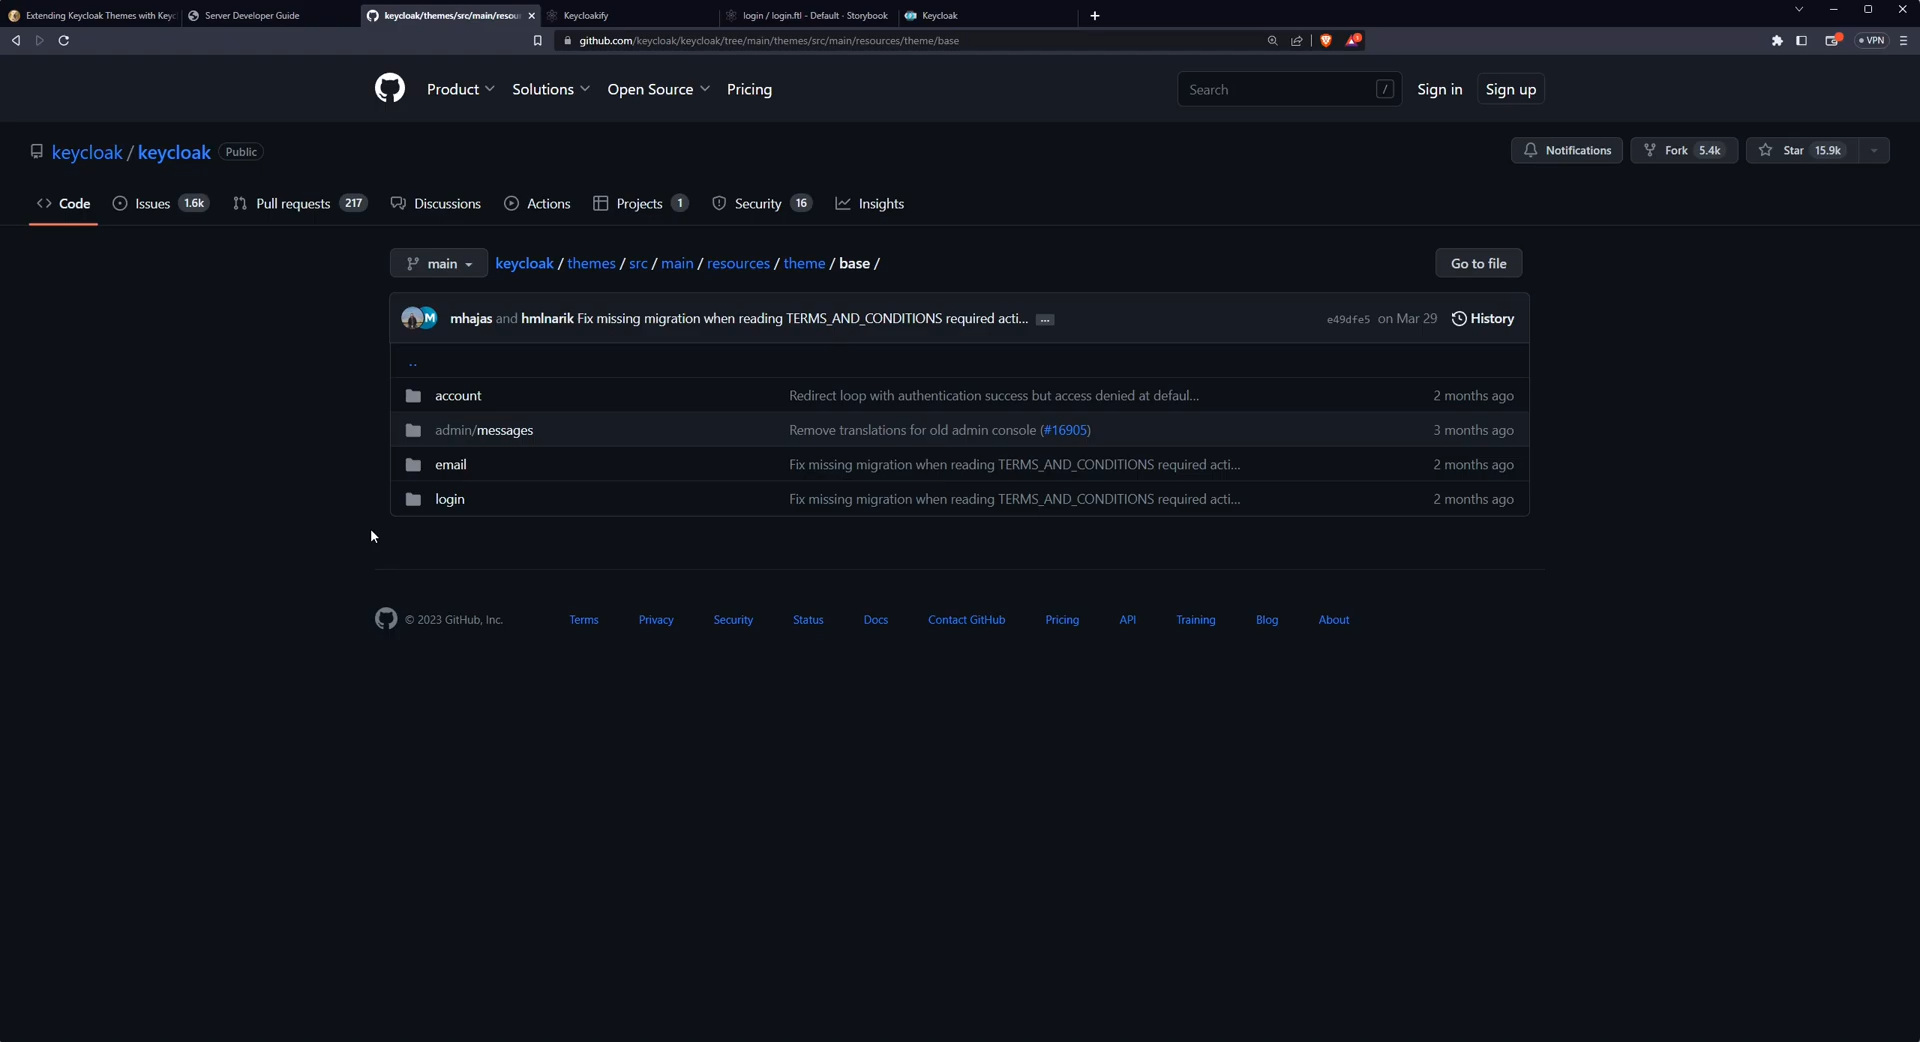 Extending Keycloak Themes with Keyc
Server Developer Guide
keycloak/themes/src/main/resou
Keycloakify
login / login.ftl - Default - Storybook
Keycloak
github.com/keycloak/keycloak/tree/main/themes/src/main/resources/theme/base
VPN
Product
Solutions
Open Source
Pricing
Search /
Sign in
Sign up
keycloak / keycloak Public
Notifications
Fork 5.4k
Star 15.9k
Code
Issues 1.6k
Pull requests 217
Discussions
Actions
Projects 1
Security 16
Insights
main
keycloak / themes / src / main / resources / theme / base /
Go to file
M mhajas and hmlnarik Fix missing migration when reading TERMS_AND_CONDITIONS required acti... ...
e49dfe5 on Mar 29 History
..
account Redirect loop with authentication success but access denied at defaul... 2 months ago
admin/messages Remove translations for old admin console (#16905) 3 months ago
email Fix missing migration when reading TERMS_AND_CONDITIONS required acti... 2 months ago
login Fix missing migration when reading TERMS_AND_CONDITIONS required acti... 2 months ago
© 2023 GitHub, Inc.
Terms
Privacy
Security
Status
Docs
Contact GitHub
Pricing
API
Training
Blog
About